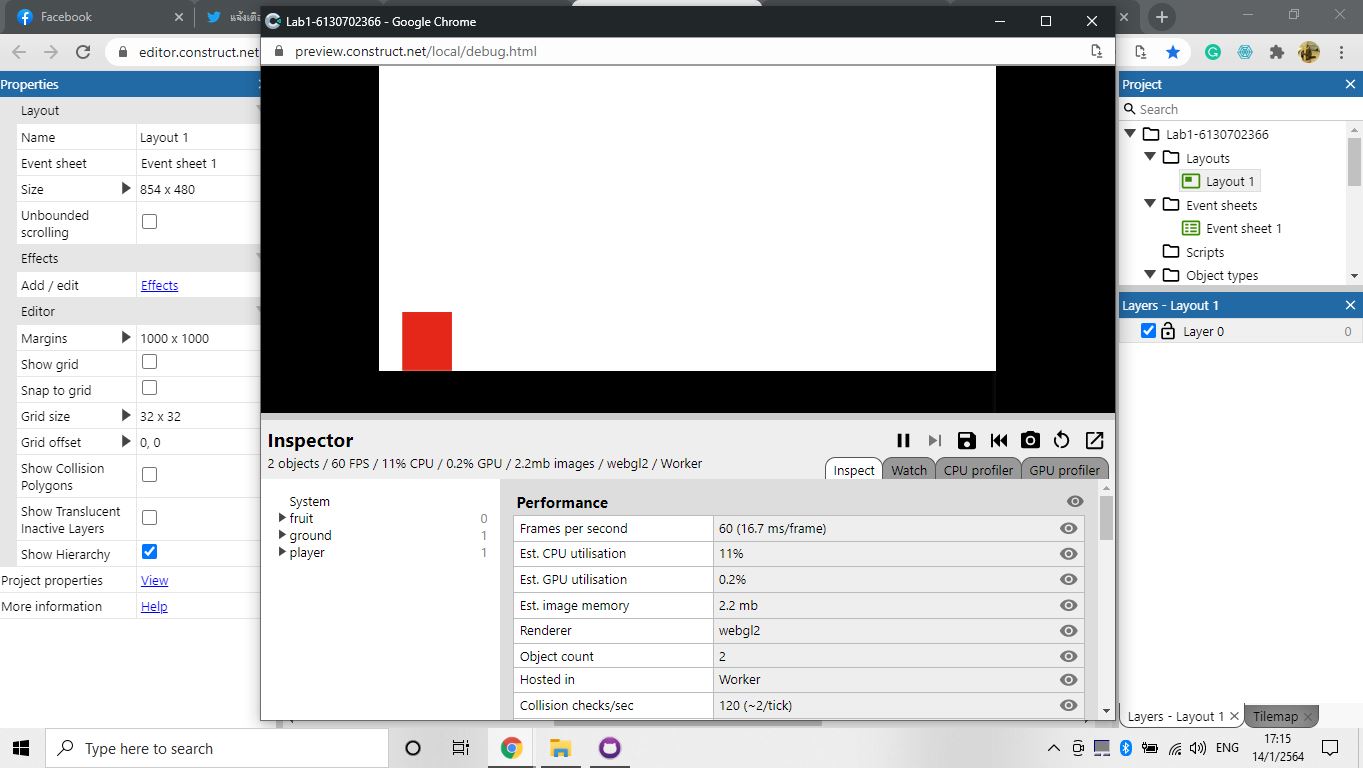 Facebook
แจ้งเตือ
Lab1-6130702366 - Google Chrome
editor.construct.net
preview.construct.net/local/debug.html
Properties
Layout
Name Layout 1
Event sheet Event sheet 1
Size 854 x 480
Unbounded
scrolling
Effects
Add / edit Effects
Editor
Margins 1000 x 1000
Show grid
Snap to grid
Grid size 32 x 32
Grid offset 0, 0
Show Collision
Polygons
Show Translucent
Inactive Layers
Show Hierarchy
Project properties View
More information Help
Inspector
2 objects / 60 FPS / 11% CPU / 0.2% GPU / 2.2mb images / webgl2 / Worker
Inspect Watch CPU profiler GPU profiler
System
fruit 0
ground 1
player 1
Performance
Frames per second 60 (16.7 ms/frame)
Est. CPU utilisation 11%
Est. GPU utilisation 0.2%
Est. image memory 2.2 mb
Renderer webgl2
Object count 2
Hosted in Worker
Collision checks/sec 120 (~2/tick)
Project
Search
Lab1-6130702366
Layouts
Layout 1
Event sheets
Event sheet 1
Scripts
Object types
Layers - Layout 1
Layer 0 0
Layers - Layout 1 Tilemap
Type here to search
ENG
17:15
14/1/2564